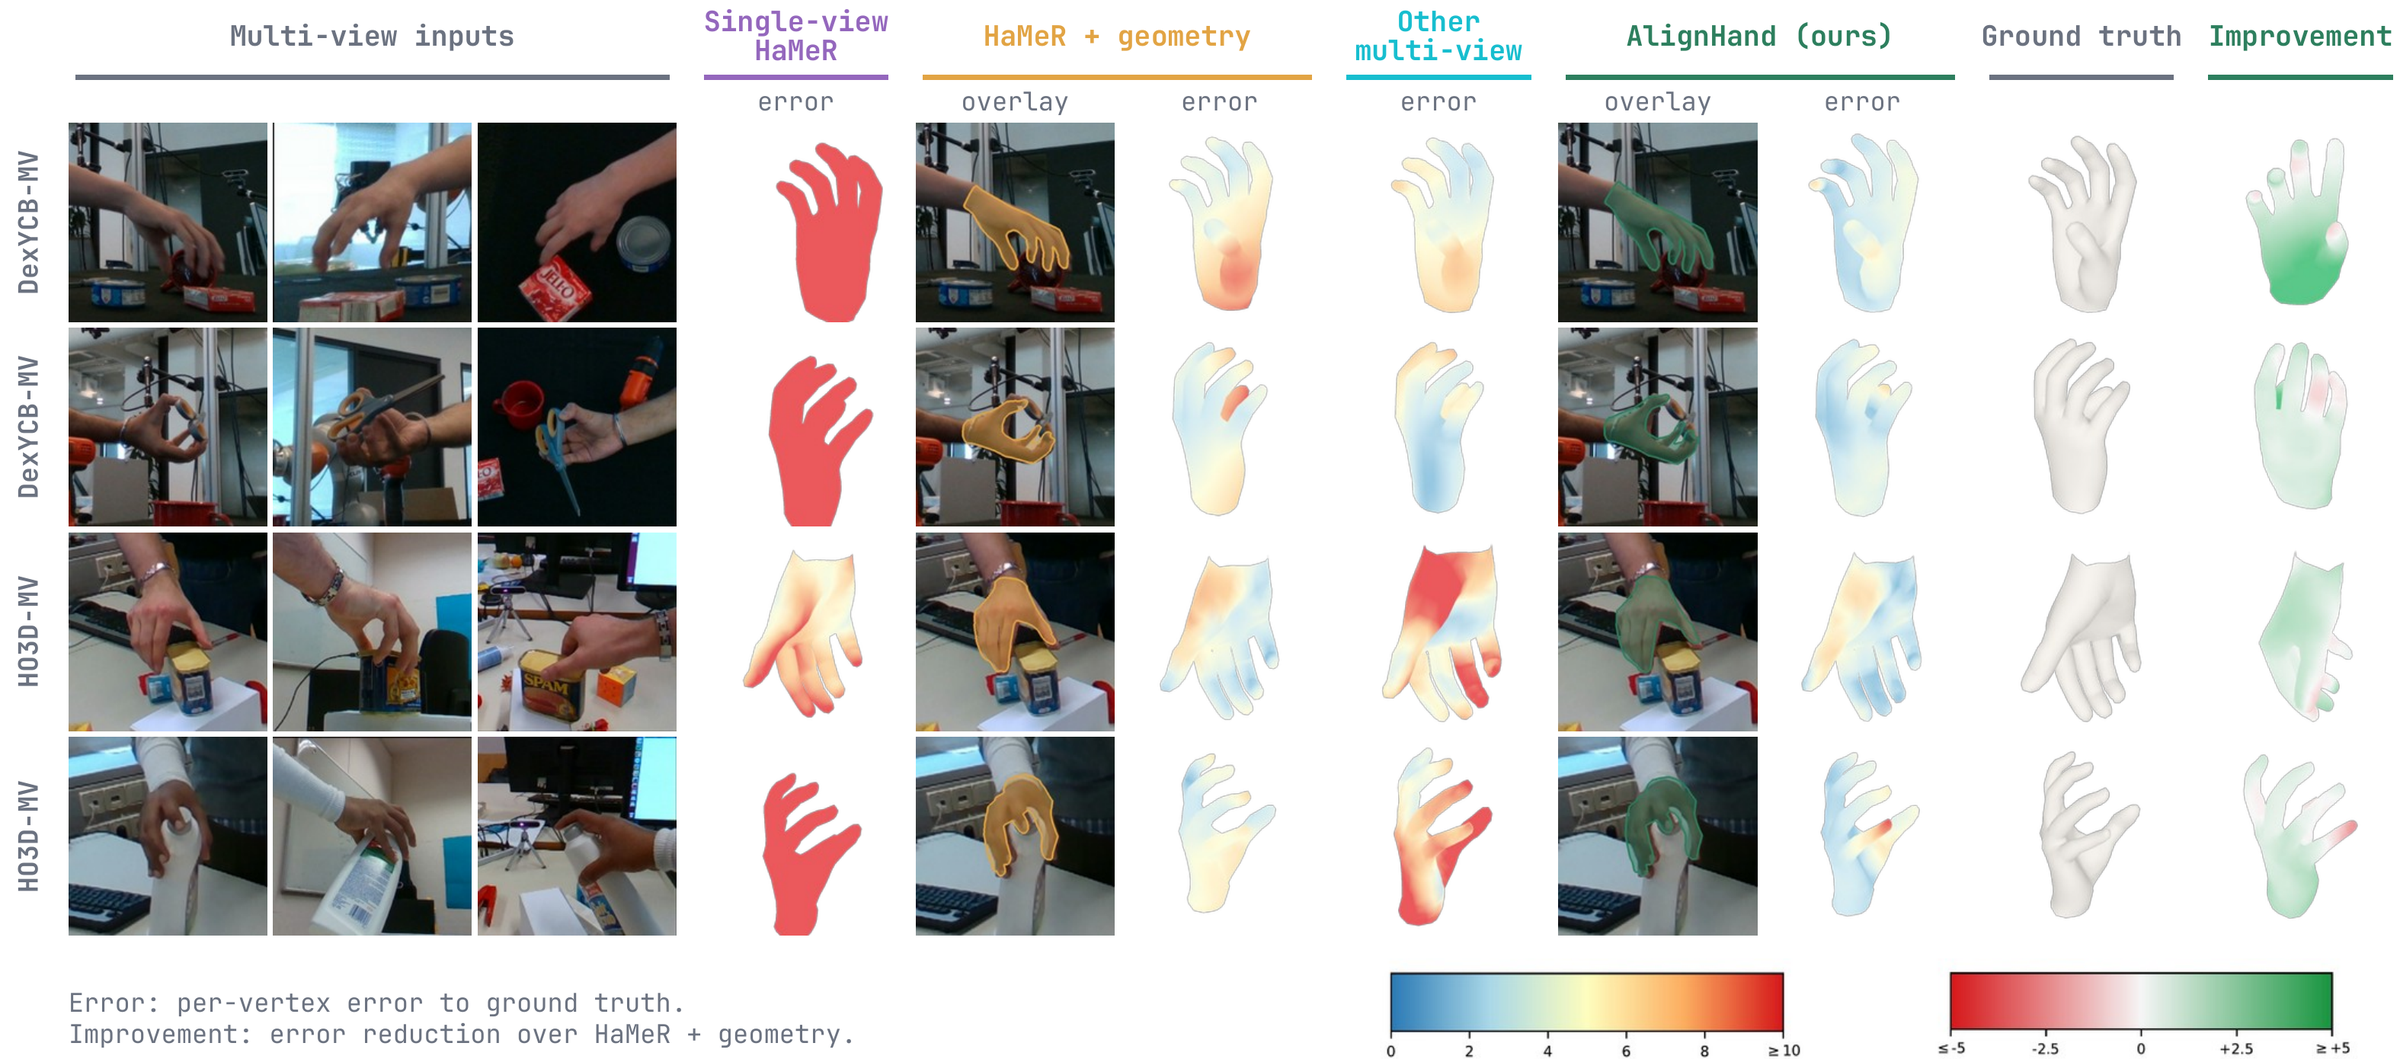 Multi-view inputs
Single-view
HaMeR
HaMeR + geometry
Other
multi-view
AlignHand (ours)
Ground truth
Improvement
error
overlay
error
error
overlay
error
DexYCB-MV
JELL-O
DexYCB-MV
HO3D-MV
SPAM
HO3D-MV
Error: per-vertex error to ground truth.
Improvement: error reduction over HaMeR + geometry.
0 2 4 6 8 ≥10
≤-5 -2.5 0 +2.5 ≥+5